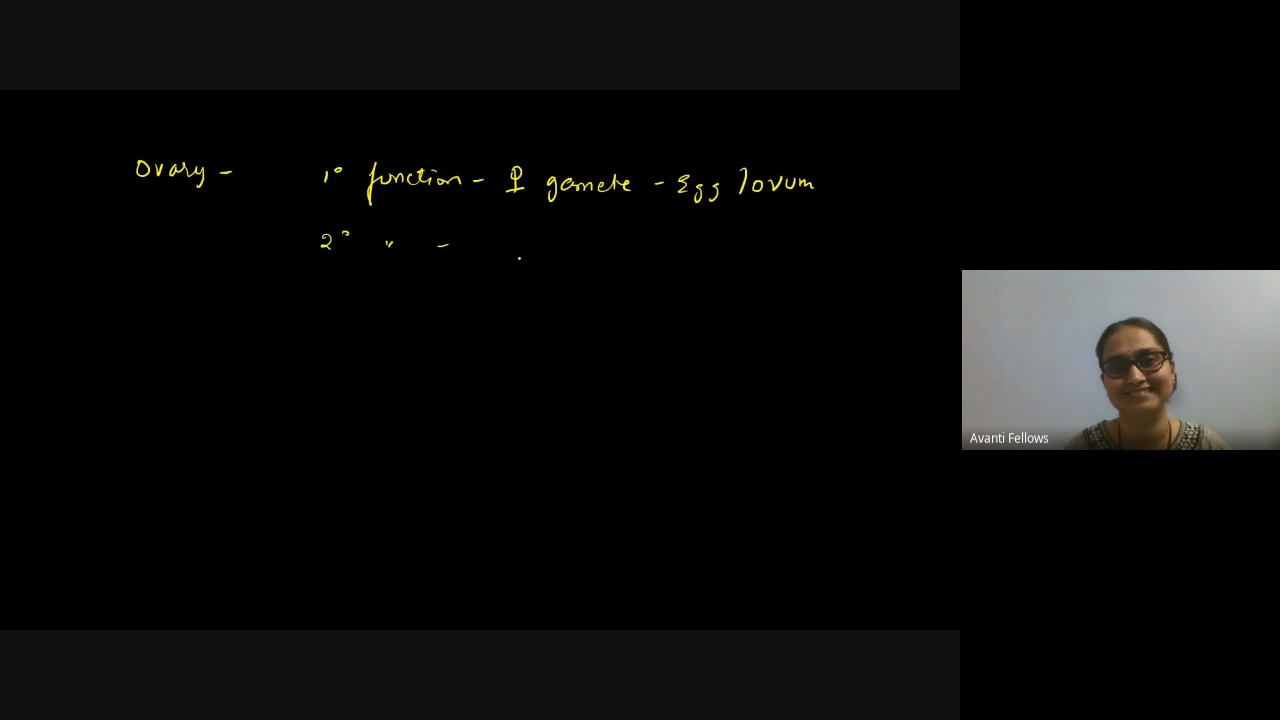 Ovary - 1° function - ♀ gamete - Egg / ovum
2° " -
Avanti Fellows